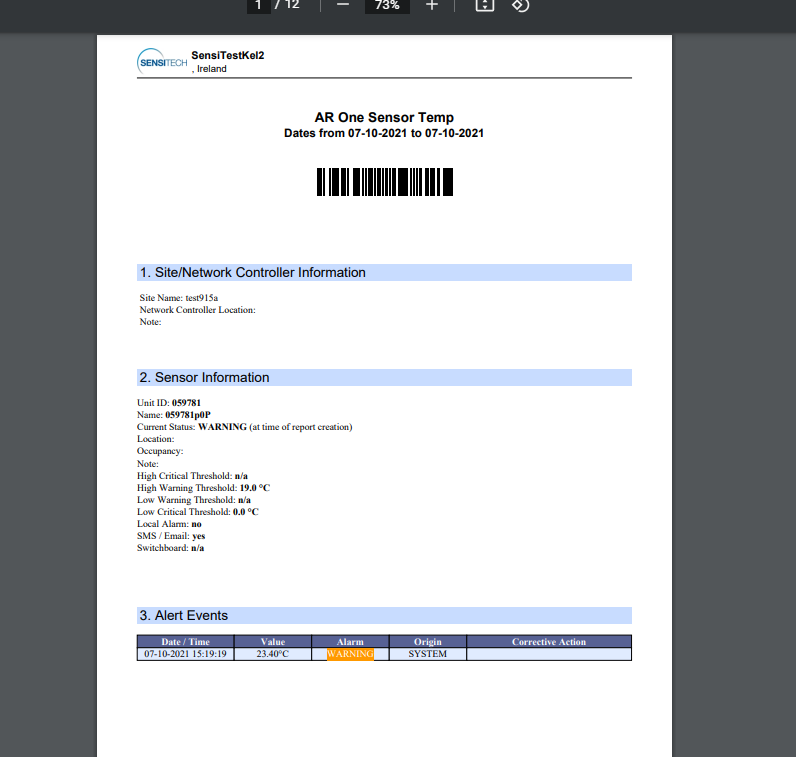 1 / 12 73%
SENSITECH
SensiTestKel2
, Ireland
AR One Sensor Temp
Dates from 07-10-2021 to 07-10-2021
1. Site/Network Controller Information
Site Name: test915a
Network Controller Location:
Note:
2. Sensor Information
Unit ID: 059781
Name: 059781p0P
Current Status: WARNING (at time of report creation)
Location:
Occupancy:
Note:
High Critical Threshold: n/a
High Warning Threshold: 19.0 °C
Low Warning Threshold: n/a
Low Critical Threshold: 0.0 °C
Local Alarm: no
SMS / Email: yes
Switchboard: n/a
3. Alert Events
Date / Time Value Alarm Origin Corrective Action
07-10-2021 15:19:19 23.40°C WARNING SYSTEM